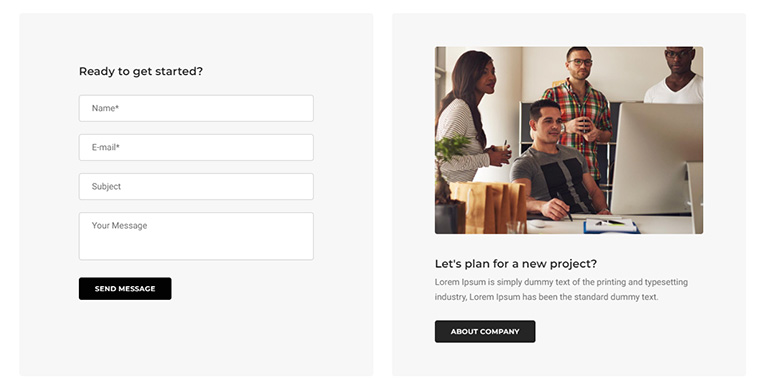 Ready to get started?
Name*
E-mail*
Subject
Your Message
SEND MESSAGE
Let's plan for a new project?
Lorem Ipsum is simply dummy text of the printing and typesetting
industry, Lorem Ipsum has been the standard dummy text.
ABOUT COMPANY